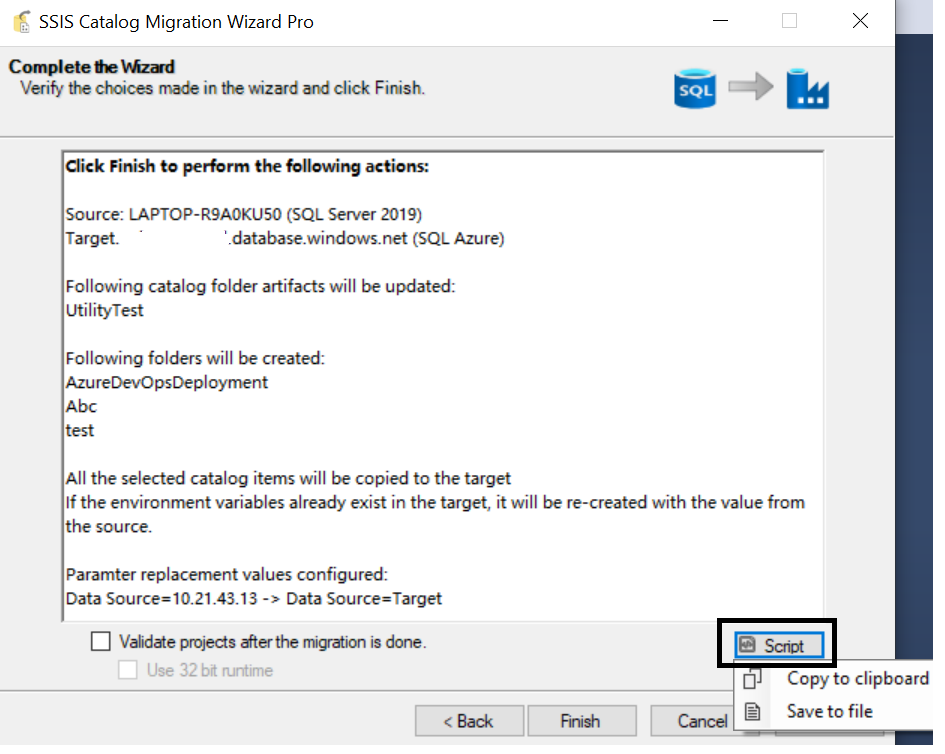 SSIS Catalog Migration Wizard Pro
Complete the Wizard
Verify the choices made in the wizard and click Finish.
SQL
Click Finish to perform the following actions:
Source: LAPTOP-R9A0KU50 (SQL Server 2019)
Target. .database.windows.net (SQL Azure)
Following catalog folder artifacts will be updated:
UtilityTest
Following folders will be created:
AzureDevOpsDeployment
Abc
test
All the selected catalog items will be copied to the target
If the environment variables already exist in the target, it will be re-created with the value from
the source.
Paramter replacement values configured:
Data Source=10.21.43.13 -> Data Source=Target
Validate projects after the migration is done.
Script
Use 32 bit runtime
Copy to clipboard
Save to file
< Back
Finish
Cancel